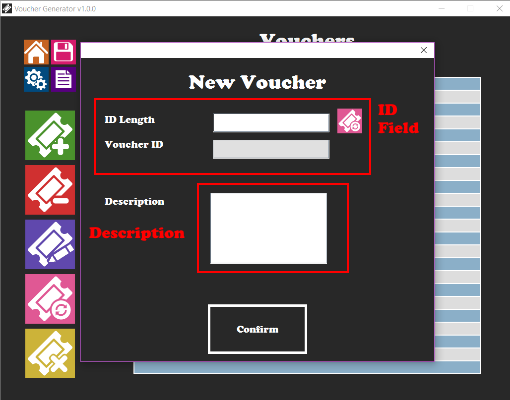 Voucher Generator v1.0.0
Vouchers
New Voucher
ID Length
ID
Field
Voucher ID
Description
Description
Confirm